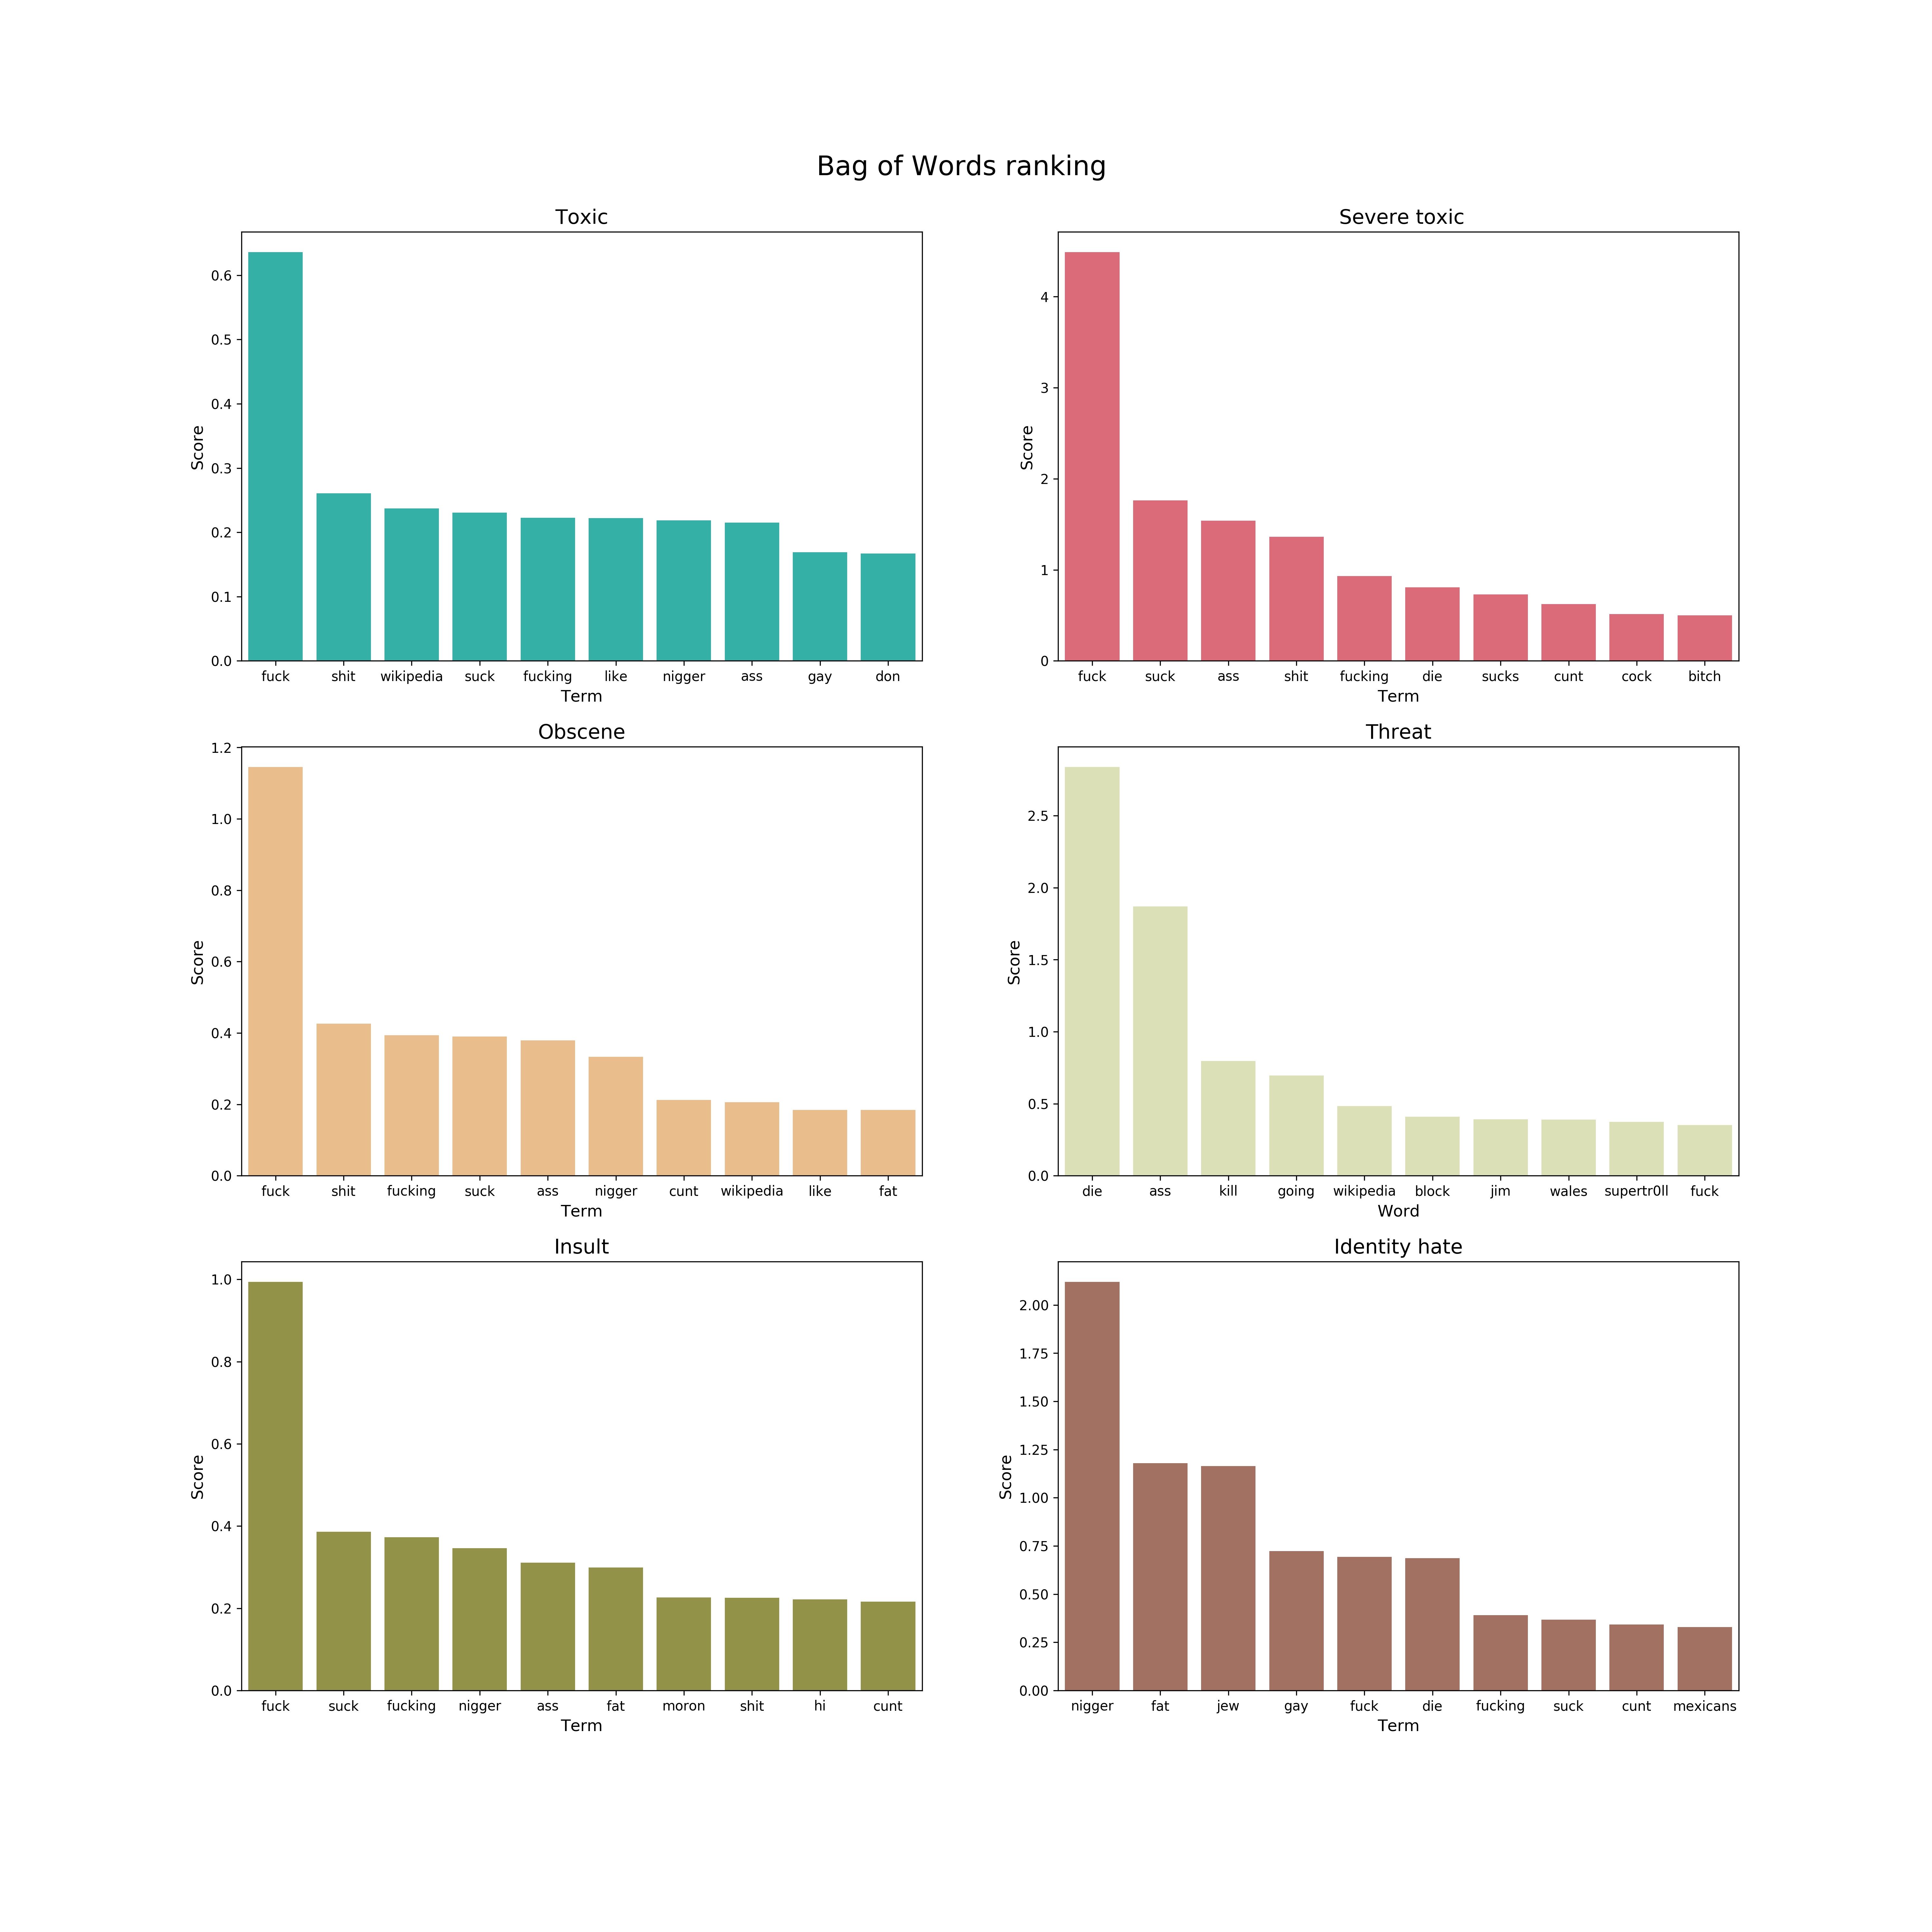 Bag of Words ranking
Toxic
Score
0.6
0.5
0.4
0.3
0.2
0.1
0.0
fuck shit wikipedia suck fucking like nigger ass gay don
Term
Severe toxic
Score
4
3
2
1
0
fuck suck ass shit fucking die sucks cunt cock bitch
Term
Obscene
Score
1.2
1.0
0.8
0.6
0.4
0.2
0.0
fuck shit fucking suck ass nigger cunt wikipedia like fat
Term
Threat
Score
2.5
2.0
1.5
1.0
0.5
0.0
die ass kill going wikipedia block jim wales supertr0ll fuck
Word
Insult
Score
1.0
0.8
0.6
0.4
0.2
0.0
fuck suck fucking nigger ass fat moron shit hi cunt
Term
Identity hate
Score
2.00
1.75
1.50
1.25
1.00
0.75
0.50
0.25
0.00
nigger fat jew gay fuck die fucking suck cunt mexicans
Term